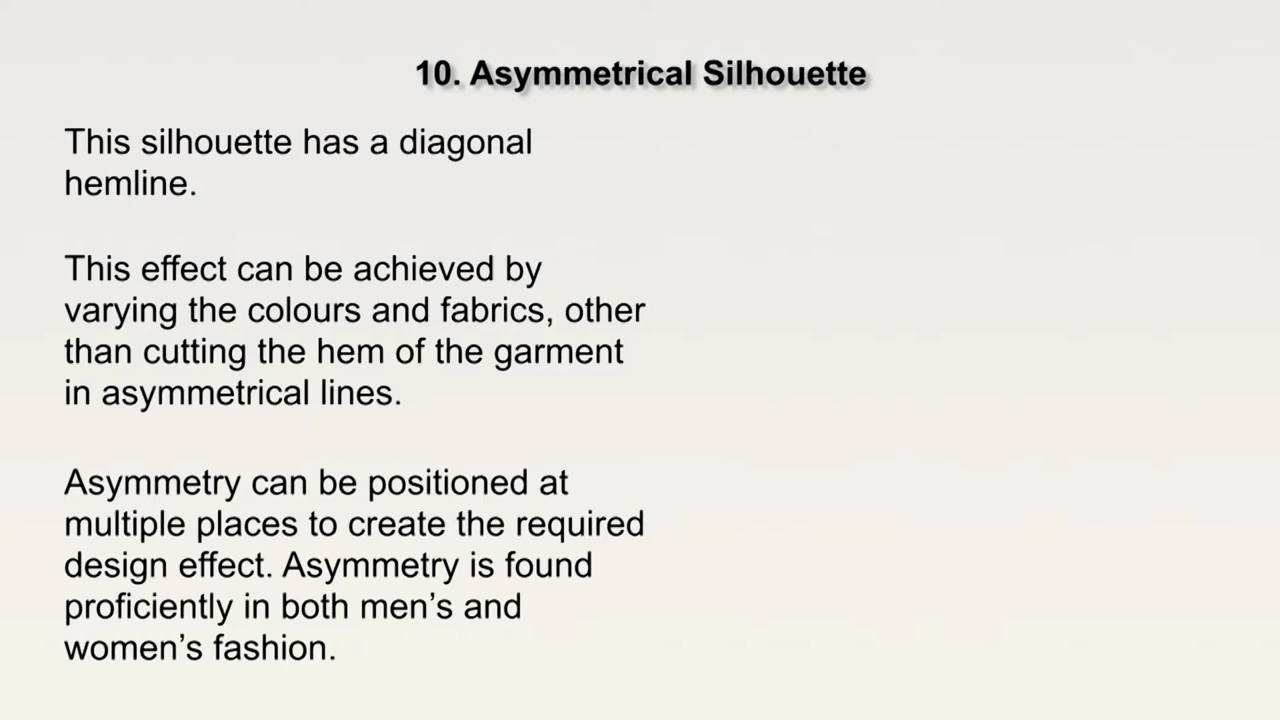 10. Asymmetrical Silhouette
This silhouette has a diagonal
hemline.
This effect can be achieved by
varying the colours and fabrics, other
than cutting the hem of the garment
in asymmetrical lines.
Asymmetry can be positioned at
multiple places to create the required
design effect. Asymmetry is found
proficiently in both men’s and
women’s fashion.